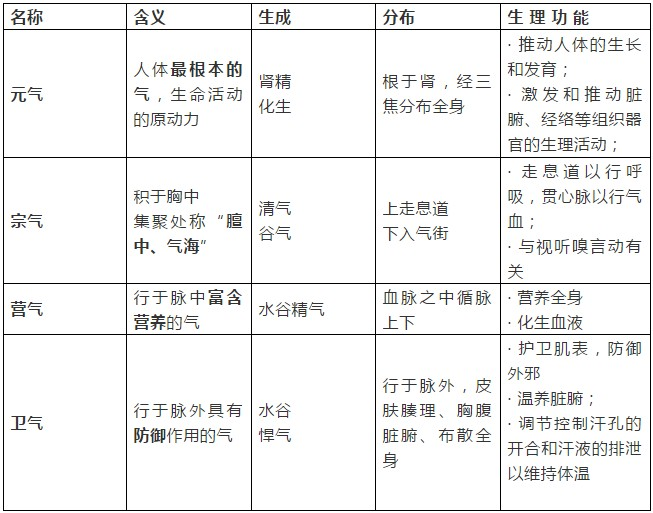 名称
含义
生成
分布
生 理 功 能
元气
人体最根本的
气，生命活动
的原动力
肾精
化生
根于肾，经三
焦分布全身
· 推动人体的生长
和发育；
· 激发和推动脏
腑、经络等组织器
官的生理活动；
宗气
积于胸中
集聚处称“膻
中、气海”
清气
谷气
上走息道
下入气街
· 走息道以行呼
吸，贯心脉以行气
血；
· 与视听嗅言动有
关
营气
行于脉中富含
营养的气
水谷精气
血脉之中循脉
上下
· 营养全身
· 化生血液
卫气
行于脉外具有
防御作用的气
水谷
悍气
行于脉外，皮
肤腠理、胸腹
脏腑、布散全
身
· 护卫肌表，防御
外邪
· 温养脏腑；
· 调节控制汗孔的
开合和汗液的排泄
以维持体温